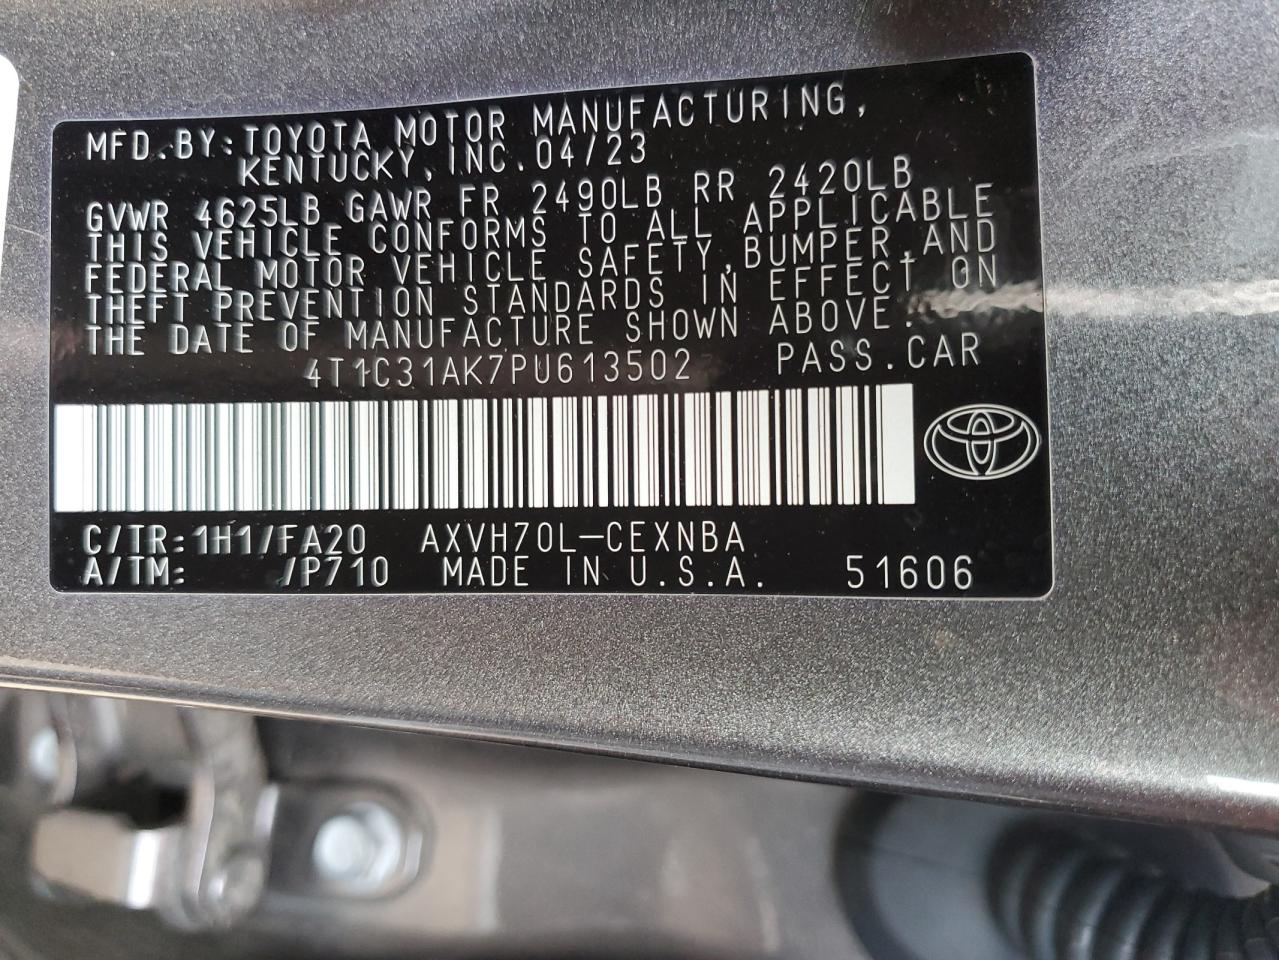 MFD.BY:TOYOTA MOTOR MANUFACTURING,
KENTUCKY, INC. 04/23
GVWR 4625LB GAWR FR 2490LB RR 2420LB
THIS VEHICLE CONFORMS TO ALL APPLICABLE
FEDERAL MOTOR VEHICLE SAFETY,BUMPER,AND
THEFT PREVENTION STANDARDS IN EFFECT ON
THE DATE OF MANUFACTURE SHOWN ABOVE.
4T1C31AK7PU613502 PASS.CAR
C/TR:1H1/FA20 AXVH70L-CEXNBA
A/TM: /P710 MADE IN U.S.A. 51606